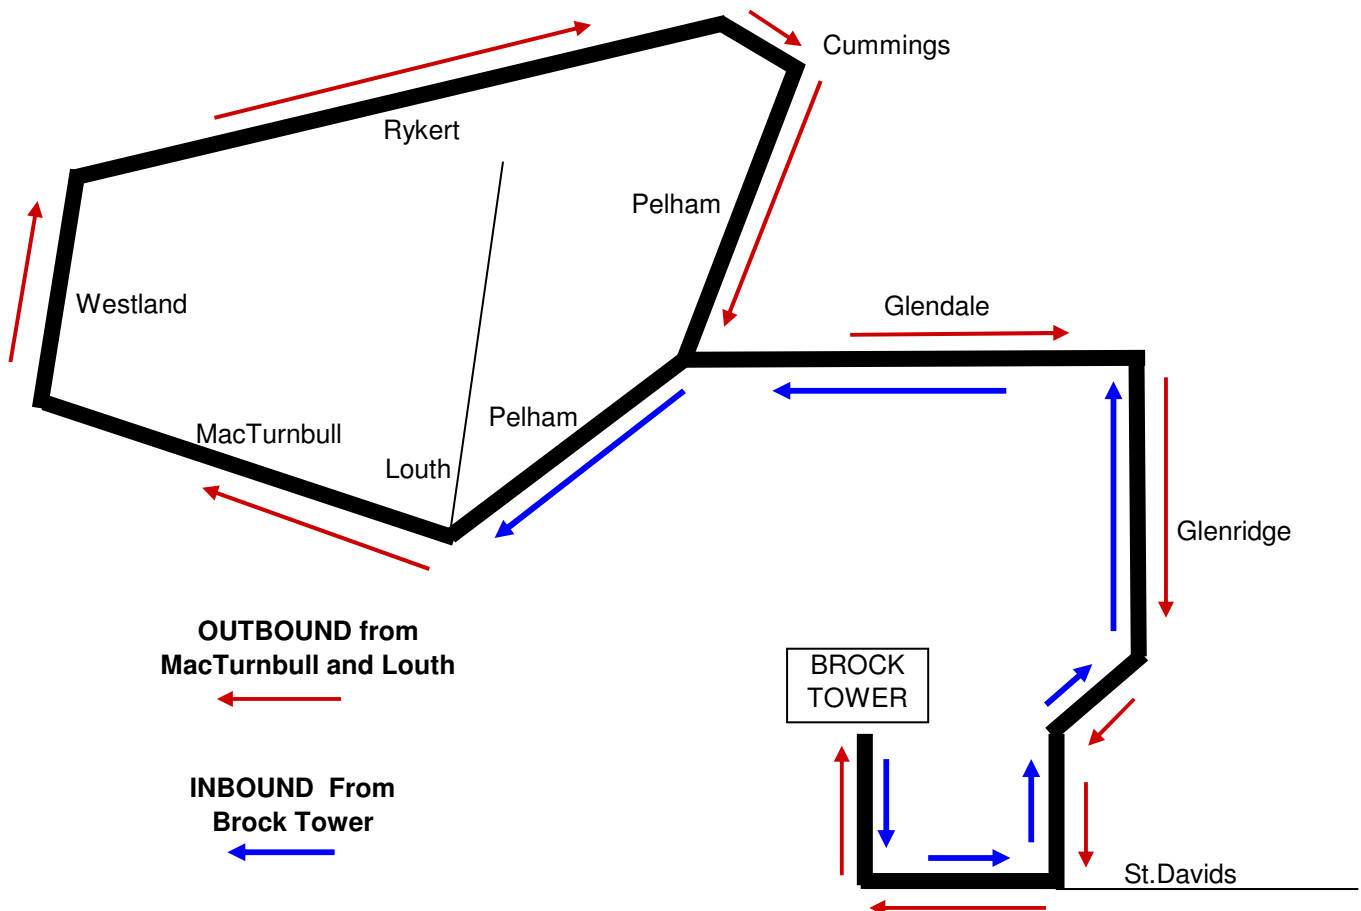 Cummings
Rykert
Pelham
Westland
Glendale
Pelham
MacTurnbull
Louth
Glenridge
OUTBOUND from
MacTurnbull and Louth
BROCK
TOWER
INBOUND From
Brock Tower
St.Davids